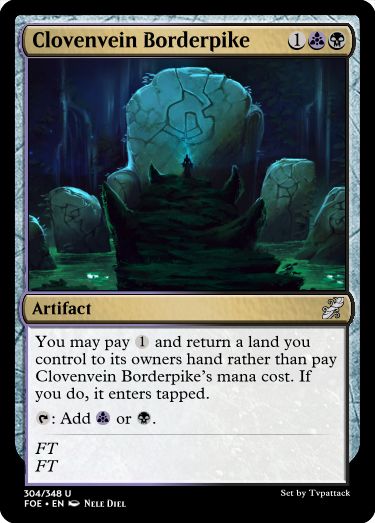 Clovenvein Borderpike 1
Artifact
You may pay 1 and return a land you
control to its owners hand rather than pay
Clovenvein Borderpike's mana cost. If
you do, it enters tapped.
: Add or .
FT
FT
304/348 U
FOE • EN Nele Diel
Set by Tvpattack